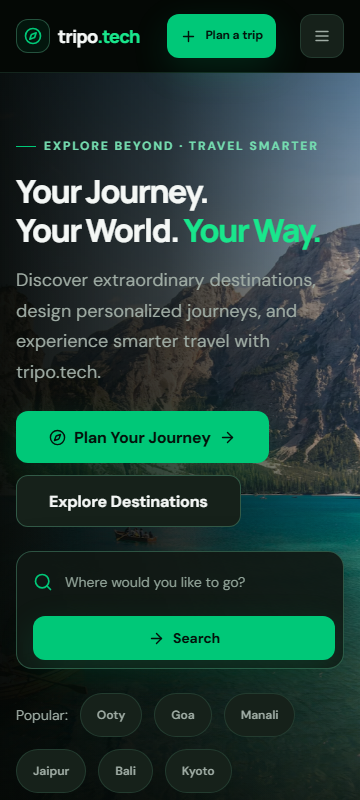 tripo.tech
Plan a trip
EXPLORE BEYOND · TRAVEL SMARTER
Your Journey.
Your World. Your Way.
Discover extraordinary destinations,
design personalized journeys, and
experience smarter travel with
tripo.tech.
Plan Your Journey
Explore Destinations
Where would you like to go?
Search
Popular: Ooty Goa Manali
Jaipur Bali Kyoto